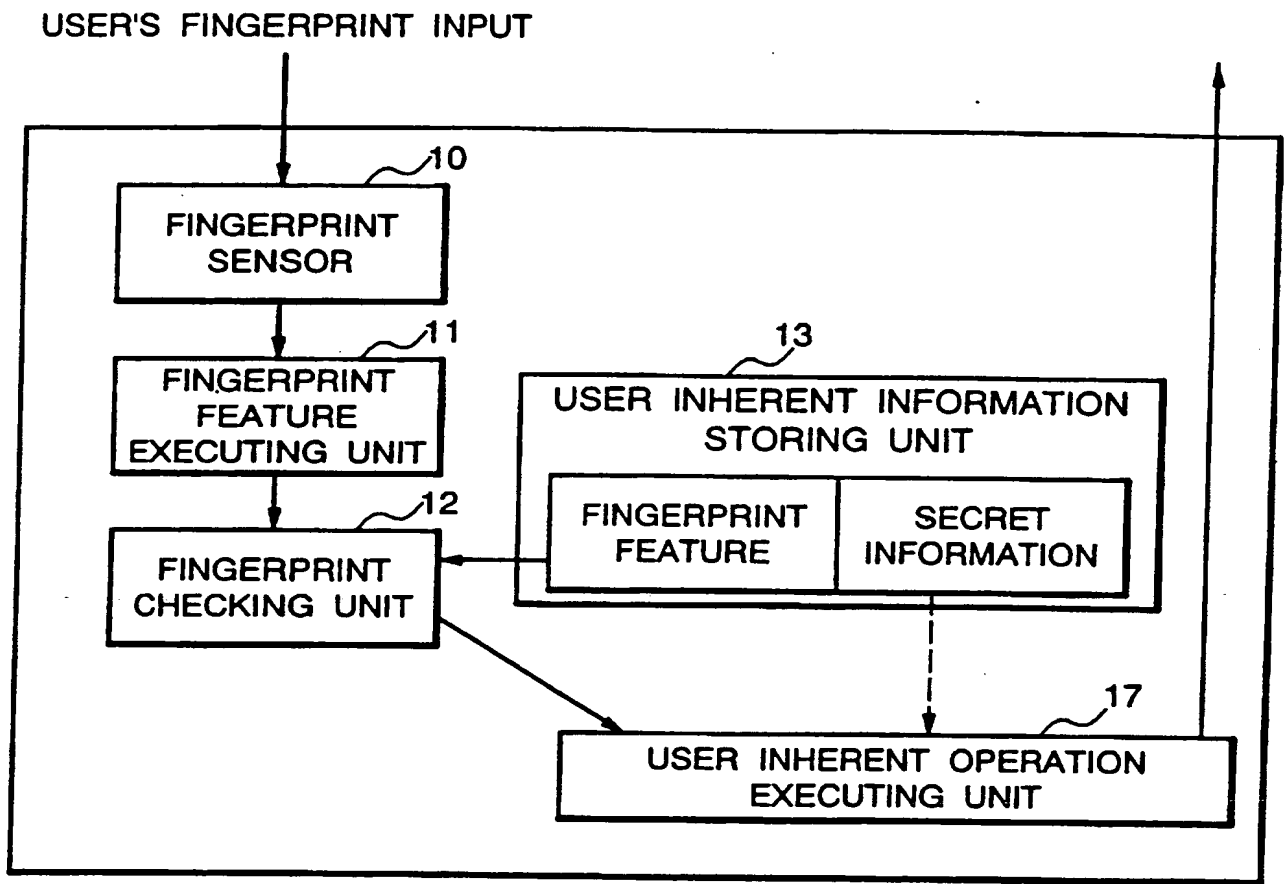 USER'S FINGERPRINT INPUT
10
FINGERPRINT
SENSOR
11
FINGERPRINT
FEATURE
EXECUTING UNIT
12
FINGERPRINT
CHECKING UNIT
13
USER INHERENT INFORMATION
STORING UNIT
FINGERPRINT
FEATURE
SECRET
INFORMATION
17
USER INHERENT OPERATION
EXECUTING UNIT